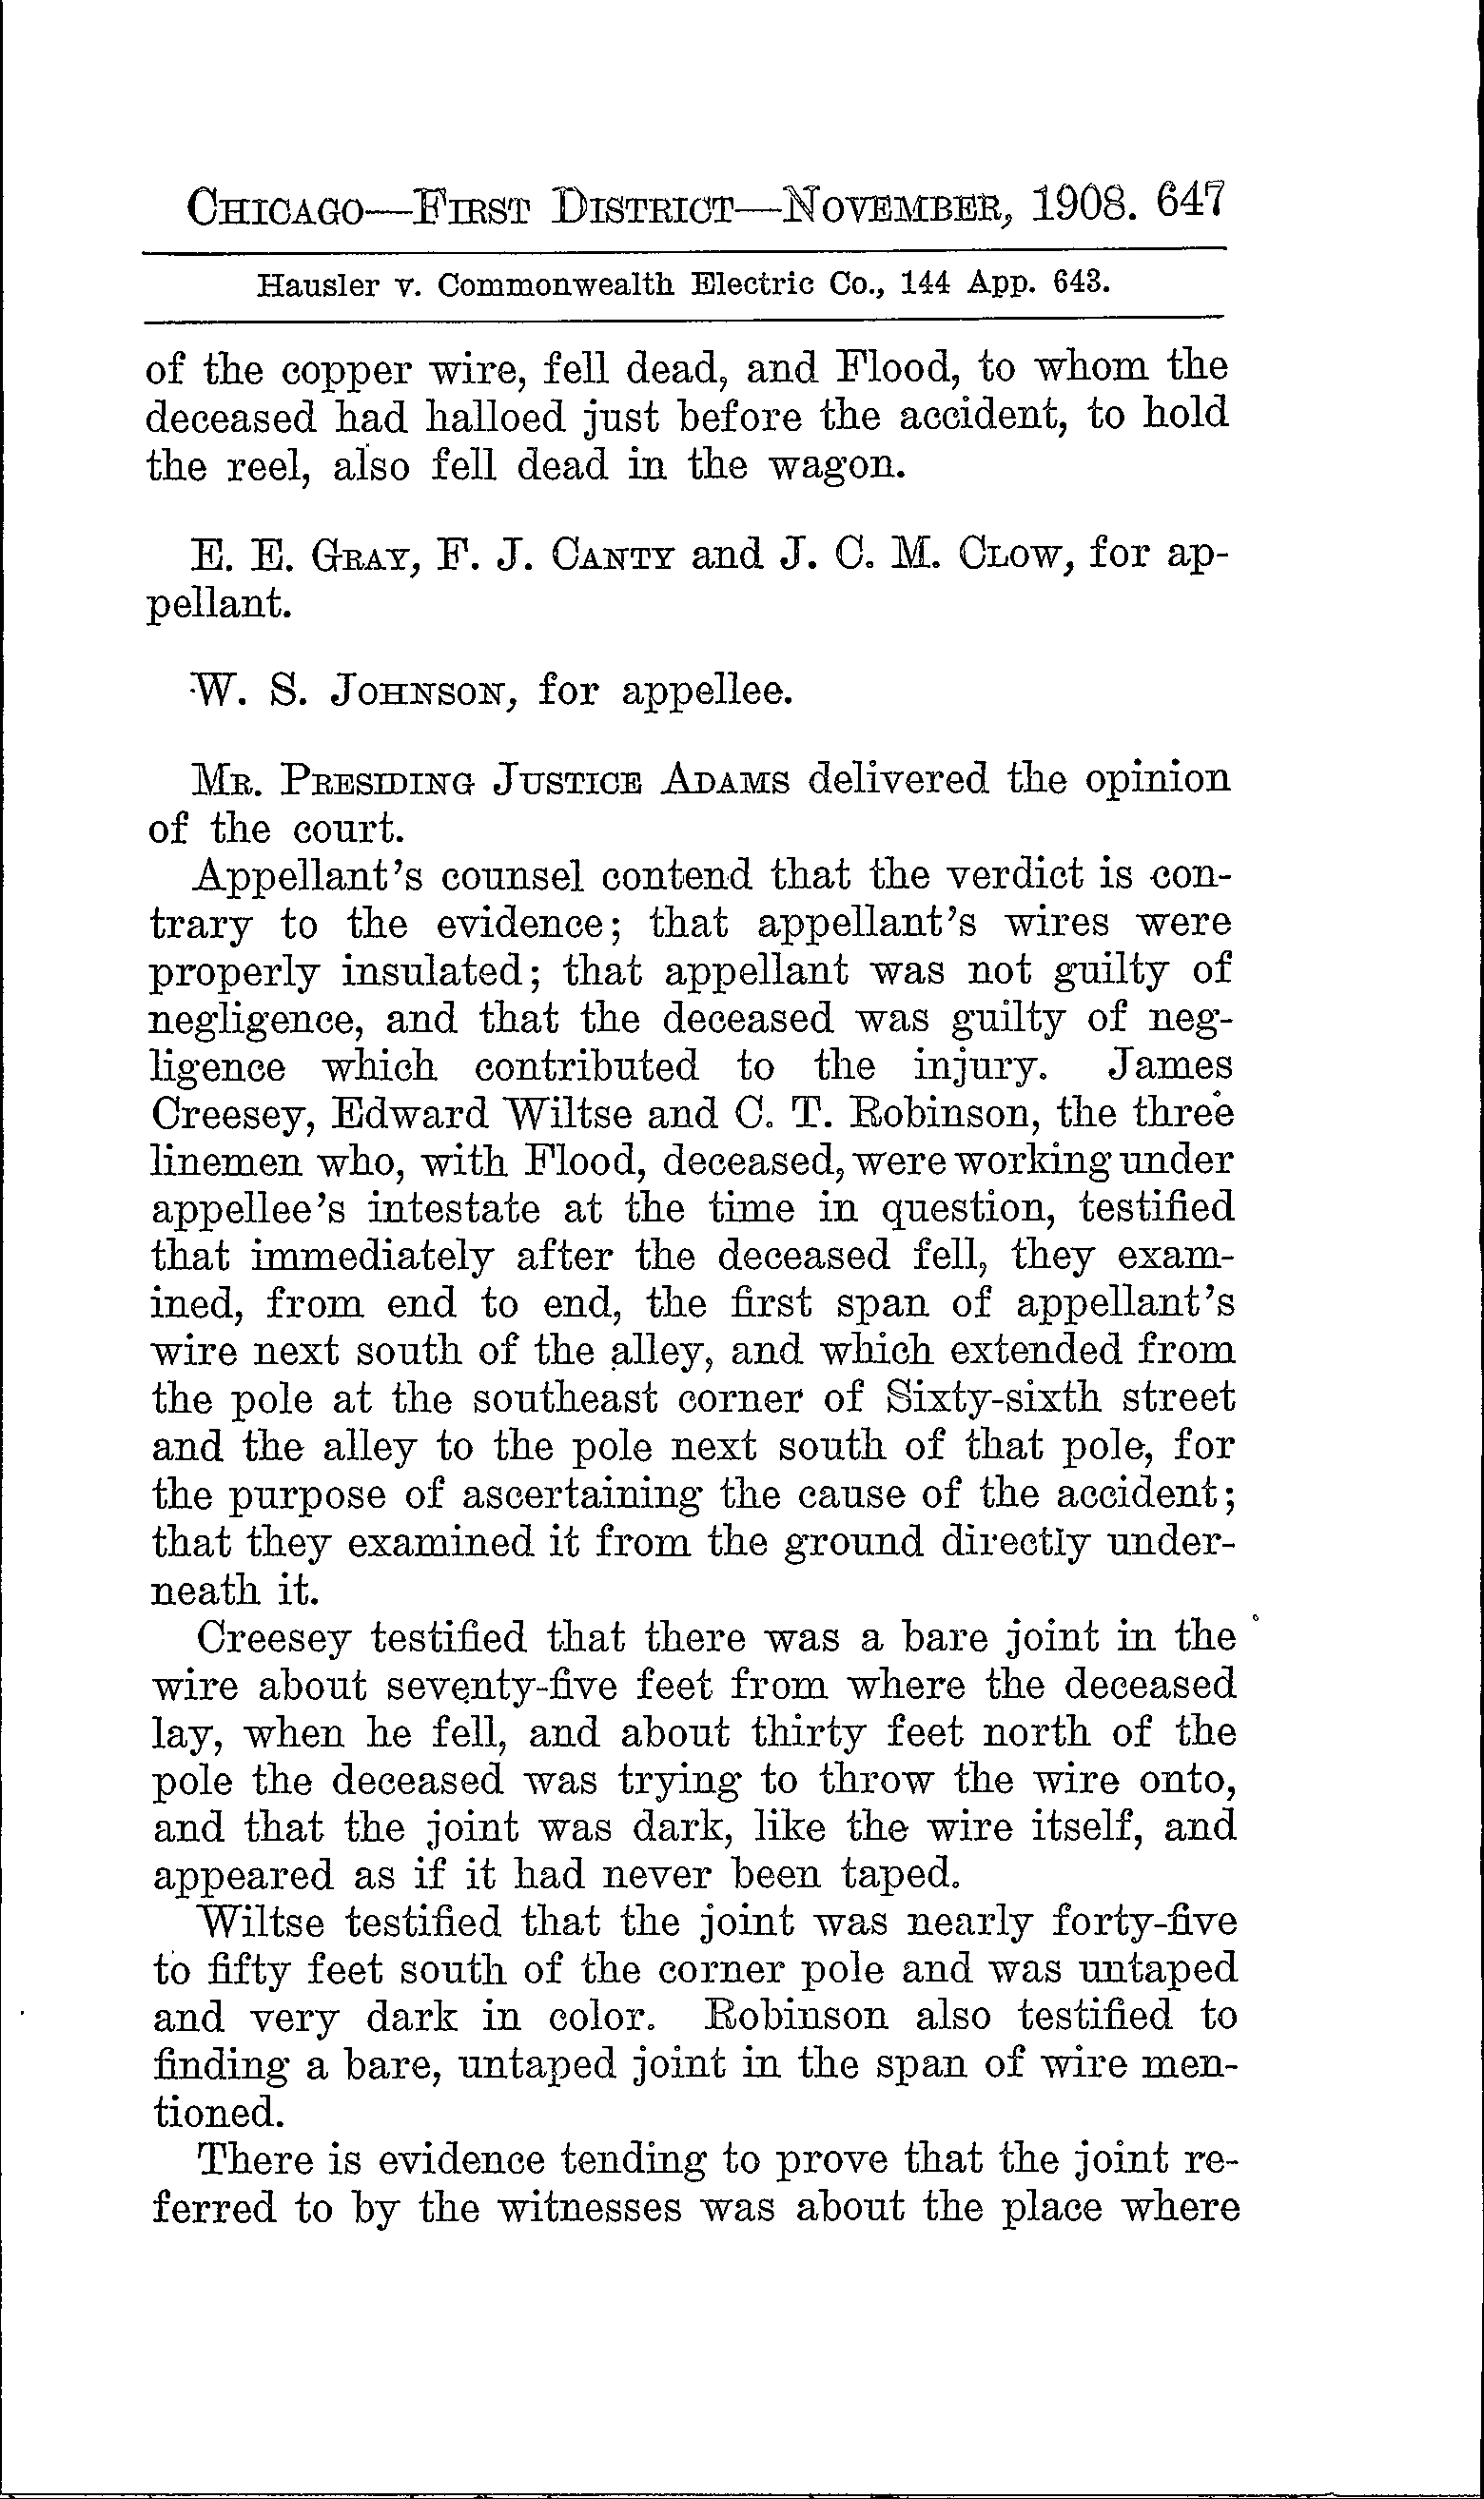 CHICAGO—FIRST DISTRICT—NOVEMBER, 1908. 647
Hausler v. Commonwealth Electric Co., 144 App. 643.
of the copper wire, fell dead, and Flood, to whom the
deceased had halloed just before the accident, to hold
the reel, also fell dead in the wagon.
E. E. GRAY, F. J. CANTY and J. C. M. CLOW, for ap-
pellant.
W. S. JOHNSON, for appellee.
MR. PRESIDING JUSTICE ADAMS delivered the opinion
of the court.
Appellant's counsel contend that the verdict is con-
trary to the evidence; that appellant's wires were
properly insulated; that appellant was not guilty of
negligence, and that the deceased was guilty of neg-
ligence which contributed to the injury. James
Creesey, Edward Wiltse and C. T. Robinson, the three
linemen who, with Flood, deceased, were working under
appellee's intestate at the time in question, testified
that immediately after the deceased fell, they exam-
ined, from end to end, the first span of appellant's
wire next south of the alley, and which extended from
the pole at the southeast corner of Sixty-sixth street
and the alley to the pole next south of that pole, for
the purpose of ascertaining the cause of the accident;
that they examined it from the ground directly under-
neath it.
Creesey testified that there was a bare joint in the
wire about seventy-five feet from where the deceased
lay, when he fell, and about thirty feet north of the
pole the deceased was trying to throw the wire onto,
and that the joint was dark, like the wire itself, and
appeared as if it had never been taped.
Wiltse testified that the joint was nearly forty-five
to fifty feet south of the corner pole and was untaped
and very dark in color. Robinson also testified to
finding a bare, untaped joint in the span of wire men-
tioned.
There is evidence tending to prove that the joint re-
ferred to by the witnesses was about the place where